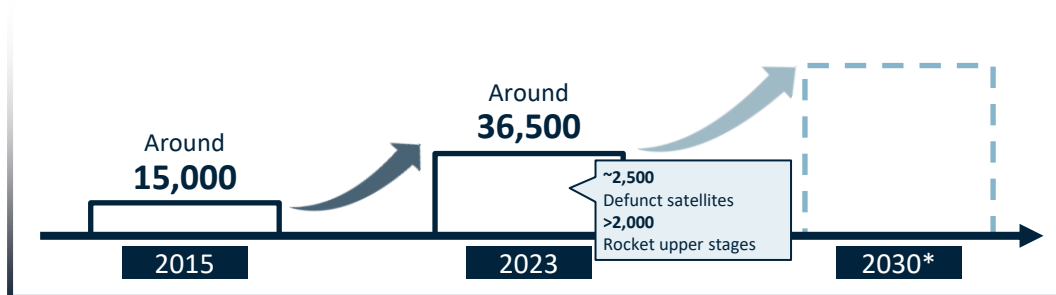 Around
15,000
Around
36,500
~2,500
Defunct satellites
>2,000
Rocket upper stages
2015
2023
2030*